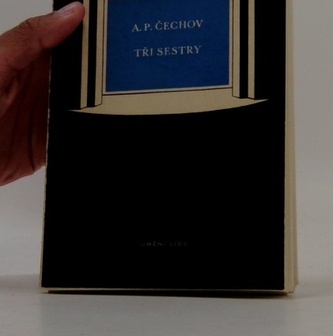 A. P. ČECHOV
TŘI SESTRY